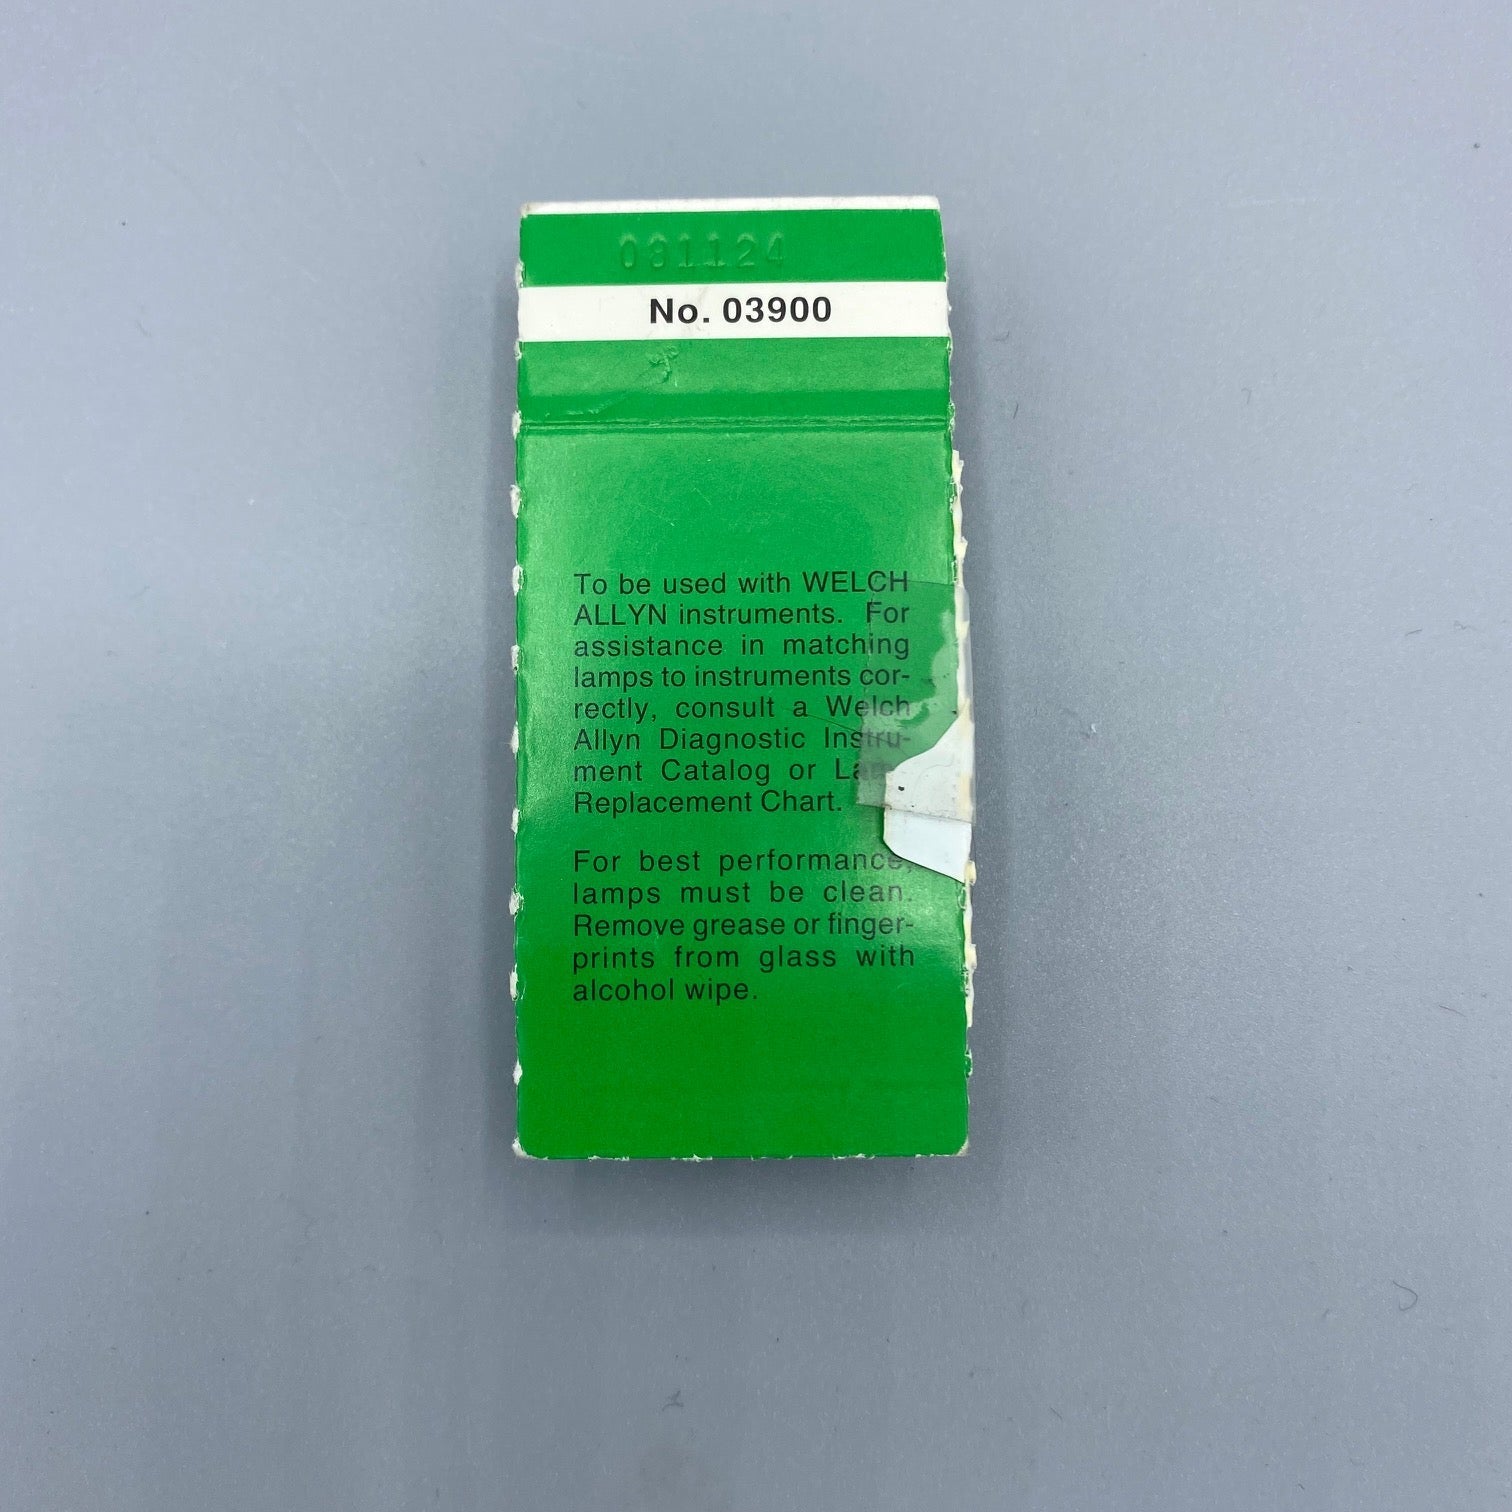 031124
No. 03900
To be used with WELCH
ALLYN instruments. For
assistance in matching
lamps to instruments cor-
rectly, consult a Welch
Allyn Diagnostic Instru-
ment Catalog or Lamp
Replacement Chart.
For best performance,
lamps must be clean.
Remove grease or finger-
prints from glass with
alcohol wipe.